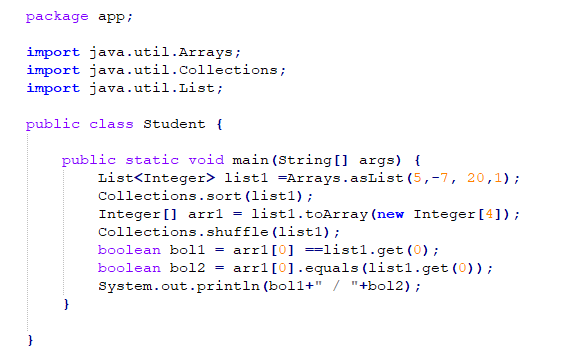 package app;
import java.util.Arrays;
import java.util.Collections;
import java.util.List;
public class Student {
public static void main(String[] args) {
List<Integer> list1 =Arrays.asList(5,-7, 20,1);
Collections.sort(list1);
Integer[] arr1 = list1.toArray(new Integer[4]);
Collections.shuffle(list1);
boolean bol1 = arr1[0] ==list1.get(0);
boolean bol2 = arr1[0].equals(list1.get(0));
System.out.println(bol1+" / "+bol2);
}
}